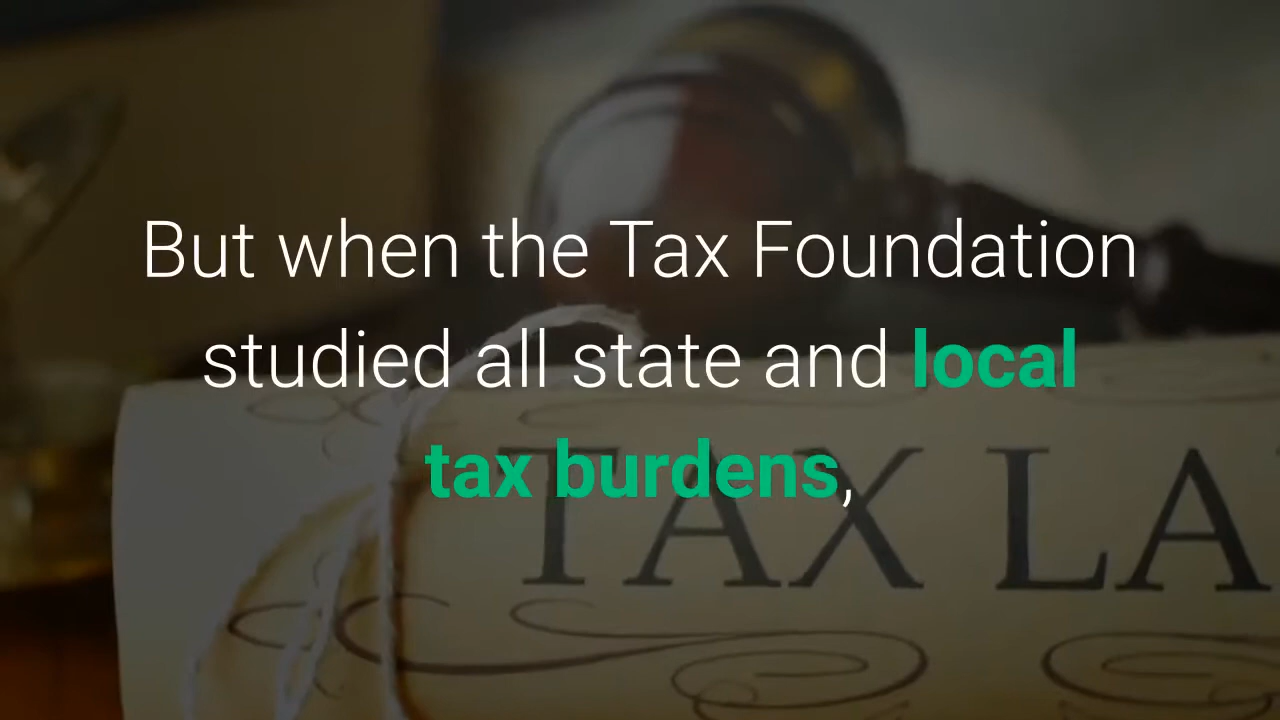 But when the Tax Foundation
studied all state and local
tax burdens,
TAX LA